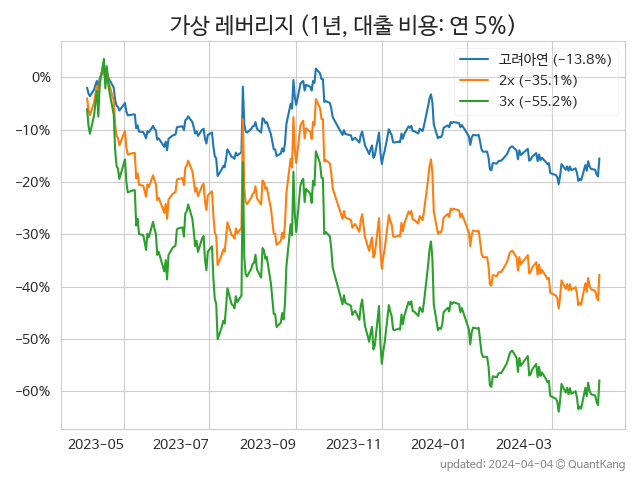 가상 레버리지 (1년, 대출 비용: 연 5%)
고려아연 (−13.8%)
2x (−35.1%)
3x (−55.2%)
0%
−10%
−20%
−30%
−40%
−50%
−60%
2023-05 2023-07 2023-09 2023-11 2024-01 2024-03
updated: 2024-04-04 © QuantKang